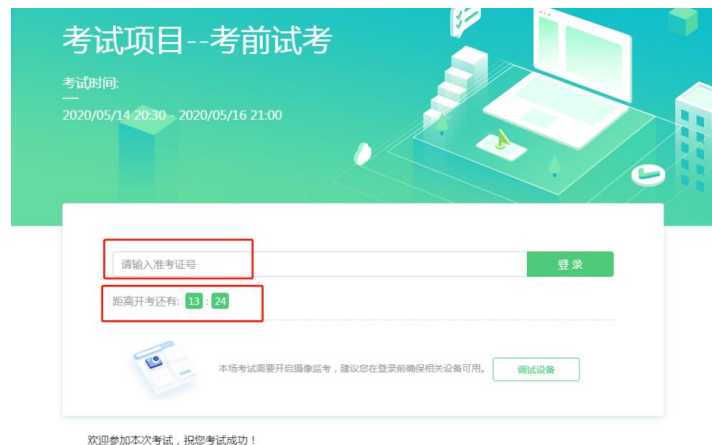 考试项目--考前试考
考试时间:
2020/05/14 20:30 - 2020/05/16 21:00
请输入准考证号
登 录
距离开考还有: 13 : 24
本场考试需要开启摄像监考，建议您在登录前确保相关设备可用。
调试设备
欢迎参加本次考试，祝您考试成功！